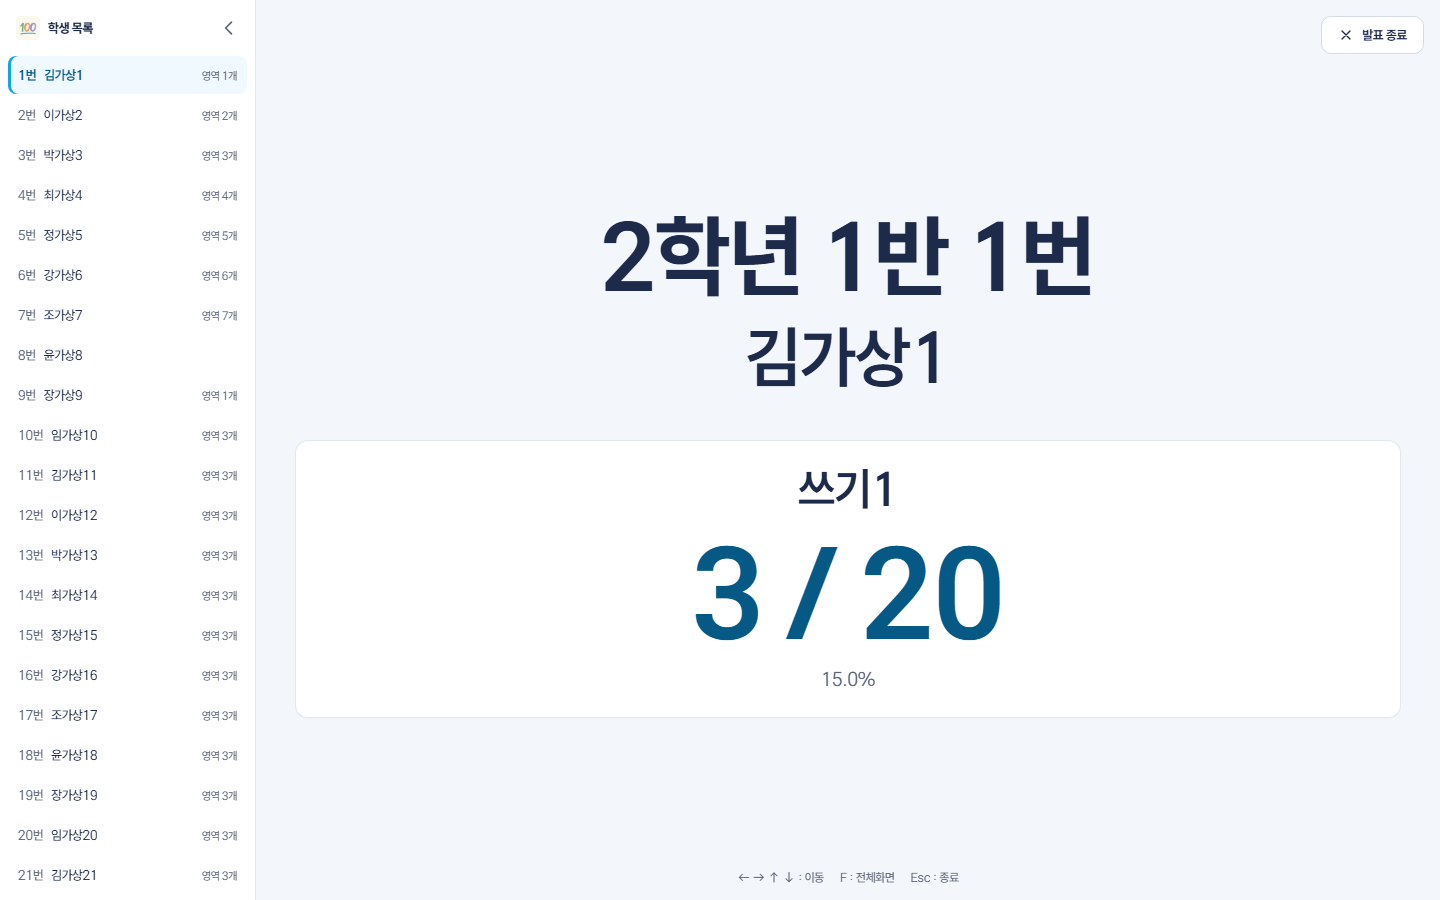 100 학생 목록
1번 김가상1 영역 1개
2번 이가상2 영역 2개
3번 박가상3 영역 3개
4번 최가상4 영역 4개
5번 정가상5 영역 5개
6번 강가상6 영역 6개
7번 조가상7 영역 7개
8번 윤가상8
9번 장가상9 영역 1개
10번 임가상10 영역 3개
11번 김가상11 영역 3개
12번 이가상12 영역 3개
13번 박가상13 영역 3개
14번 최가상14 영역 3개
15번 정가상15 영역 3개
16번 강가상16 영역 3개
17번 조가상17 영역 3개
18번 윤가상18 영역 3개
19번 장가상19 영역 3개
20번 임가상20 영역 3개
21번 김가상21 영역 3개
× 발표 종료
2학년 1반 1번
김가상1
쓰기1
3 / 20
15.0%
← → ↑ ↓ : 이동 F : 전체화면 Esc : 종료